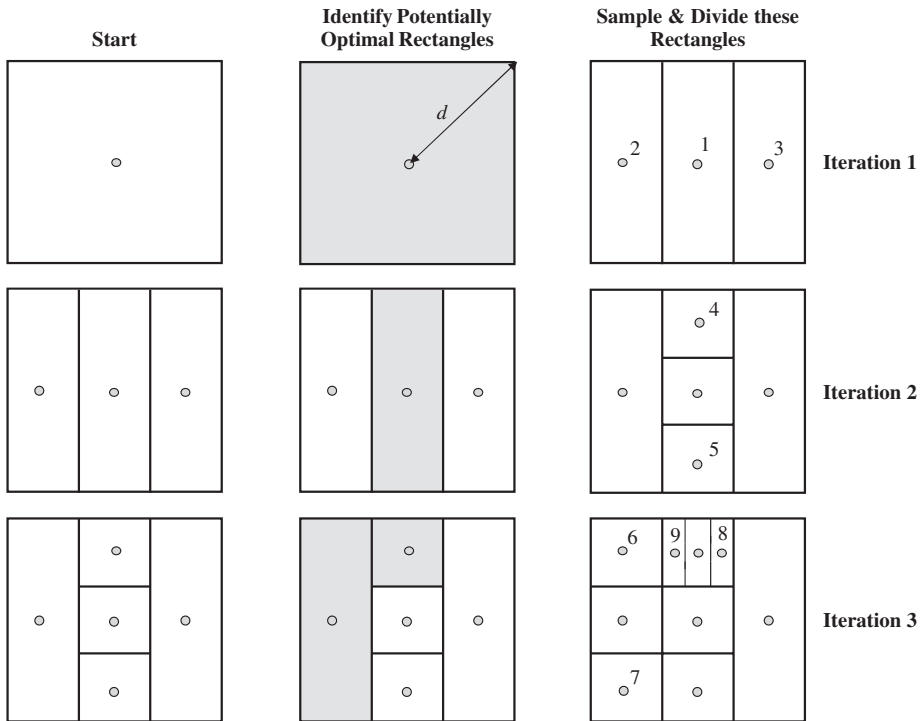 Start
Identify Potentially
Optimal Rectangles
Sample & Divide these
Rectangles
d
2 1 3
Iteration 1
4
5
Iteration 2
6 9 8
7
Iteration 3